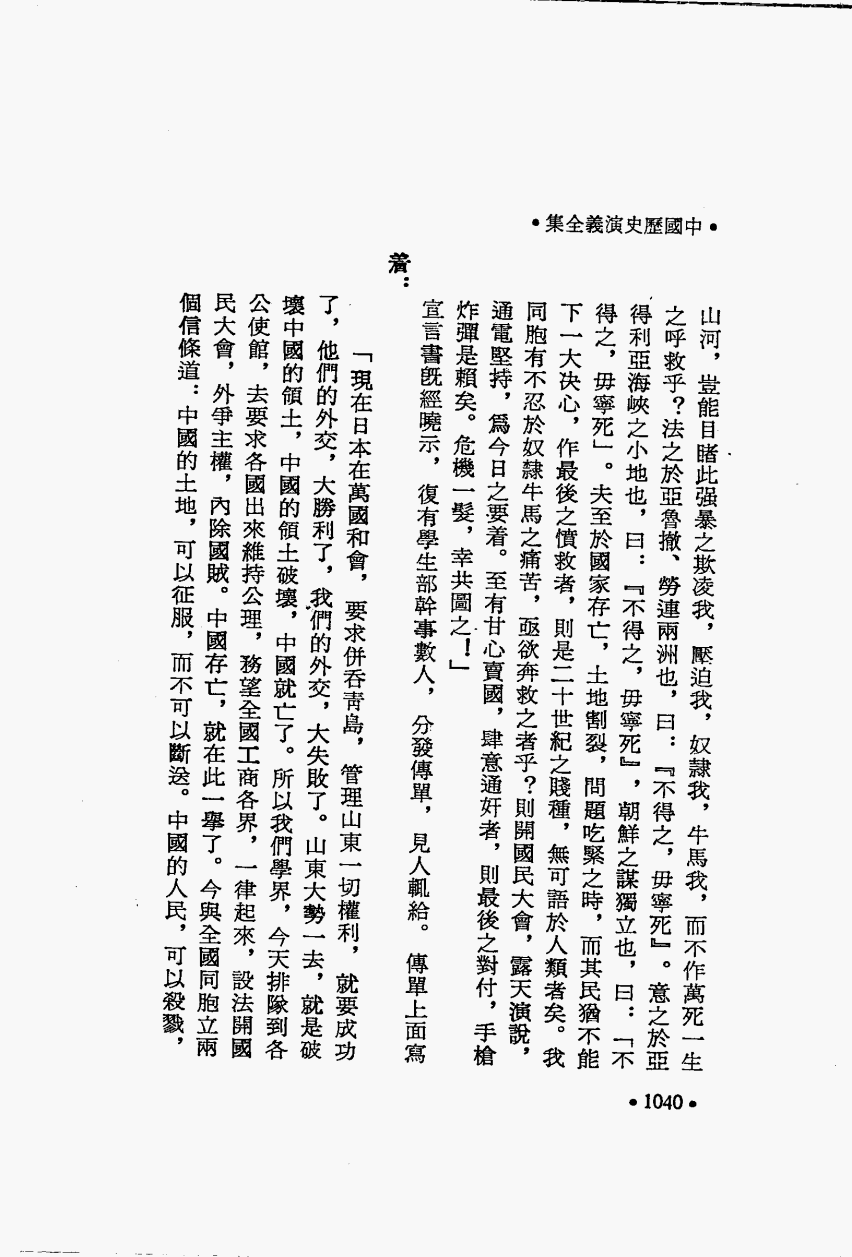 •中國歷史演義全集•
山河，豈能目睹此强暴之欺凌我，壓迫我，奴隸我，牛馬我，而不作萬死一生
之呼救乎？法之於亞魯撤、勞連兩洲也，曰：『不得之，毋寧死』。意之於亞
得利亞海峽之小地也，曰：『不得之，毋寧死』，朝鮮之謀獨立也，曰：「不
得之，毋寧死」。夫至於國家存亡，土地割裂，問題吃緊之時，而其民猶不能
下一大决心，作最後之憤救者，則是二十世紀之賤種，無可語於人類者矣。我
同胞有不忍於奴隸牛馬之痛苦，亟欲奔救之者乎？則開國民大會，露天演說，
通電堅持，爲今日之要着。至有甘心賣國，肆意通奸者，則最後之對付，手槍
炸彈是賴矣。危機一髮，幸共圖之！」
宣言書旣經曉示，復有學生部幹事數人，分發傳單，見人輒給。傳單上面寫
着：
「現在日本在萬國和會，要求併吞靑島，管理山東一切權利，就要成功
了，他們的外交，大勝利了，我們的外交，大失敗了。山東大勢一去，就是破
壞中國的領土，中國的領土破壞，中國就亡了。所以我們學界，今天排隊到各
公使館，去要求各國出來維持公理，務望全國工商各界，一律起來，設法開國
民大會，外爭主權，內除國賊。中國存亡，就在此一擧了。今與全國同胞立兩
個信條道：中國的土地，可以征服，而不可以斷送。中國的人民，可以殺戮，
•1040•